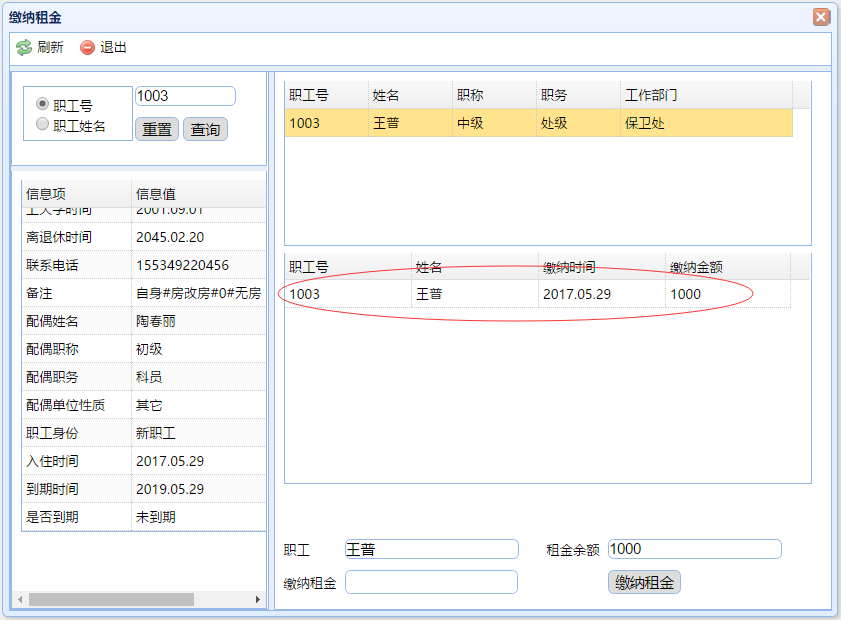 缴纳租金
刷新 退出
职工号 1003
职工姓名 重置 查询
信息项 信息值
上大学时间 2001.09.01
离退休时间 2045.02.20
联系电话 155349220456
备注 自身#房改房#0#无房
配偶姓名 陶春丽
配偶职称 初级
配偶职务 科员
配偶单位性质 其它
职工身份 新职工
入住时间 2017.05.29
到期时间 2019.05.29
是否到期 未到期
职工号 姓名 职称 职务 工作部门
1003 王普 中级 处级 保卫处
职工号 姓名 缴纳时间 缴纳金额
1003 王普 2017.05.29 1000
职工 王普 租金余额 1000
缴纳租金 缴纳租金